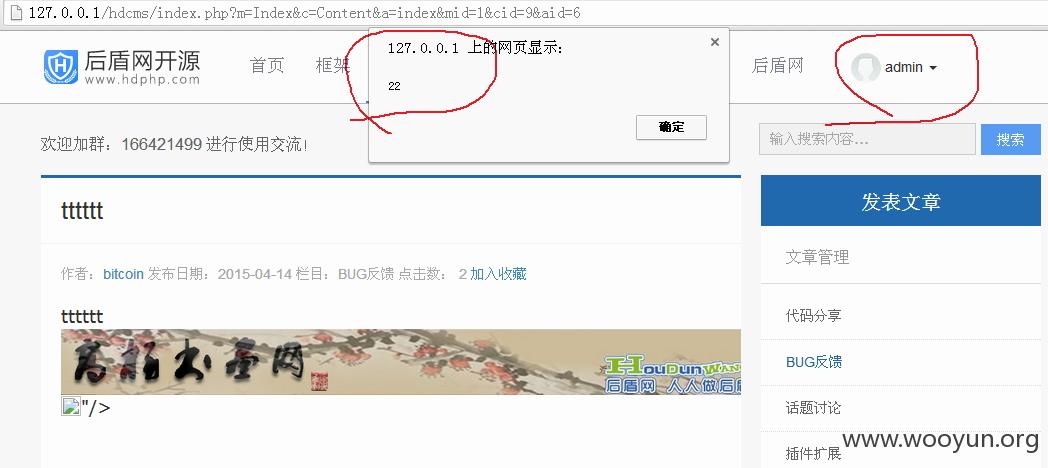 127.0.0.1/hdcms/index.php?m=Index&c=Content&a=index&mid=1&cid=9&aid=6
后盾网开源
www.hdphp.com
首页
框架
127.0.0.1 上的网页显示：
×
22
确定
后盾网
admin
欢迎加群：166421499 进行使用交流!
输入搜索内容...
搜索
tttttt
作者：bitcoin 发布日期：2015-04-14 栏目：BUG反馈 点击数： 2 加入收藏
tttttt
HouDunWang
后盾网 人人做后盾
"/>
发表文章
文章管理
代码分享
BUG反馈
话题讨论
插件扩展
www.wooyun.org